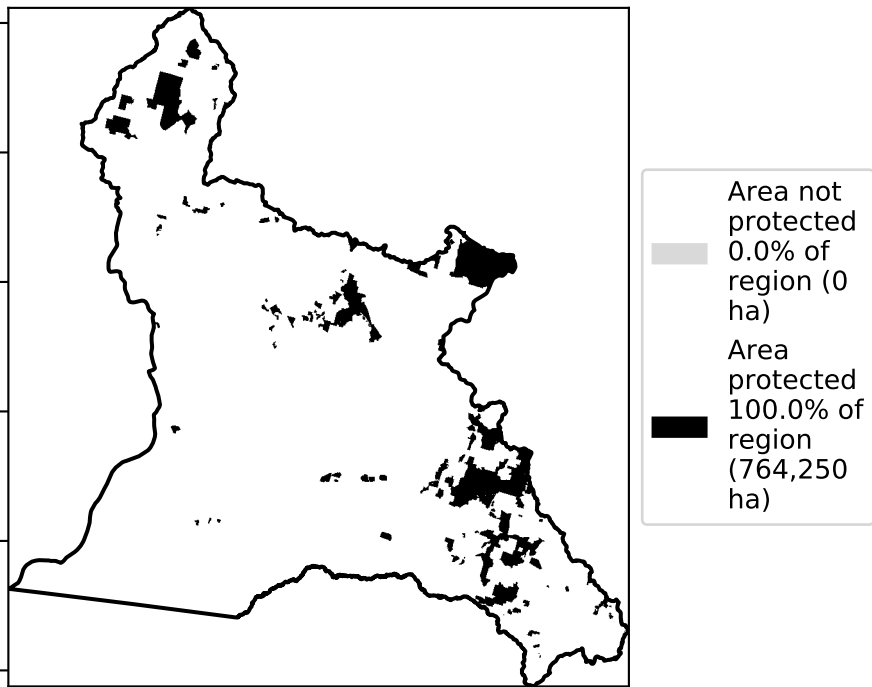 Area not
protected
0.0% of
region (0
ha)
Area
protected
100.0% of
region
(764,250
ha)